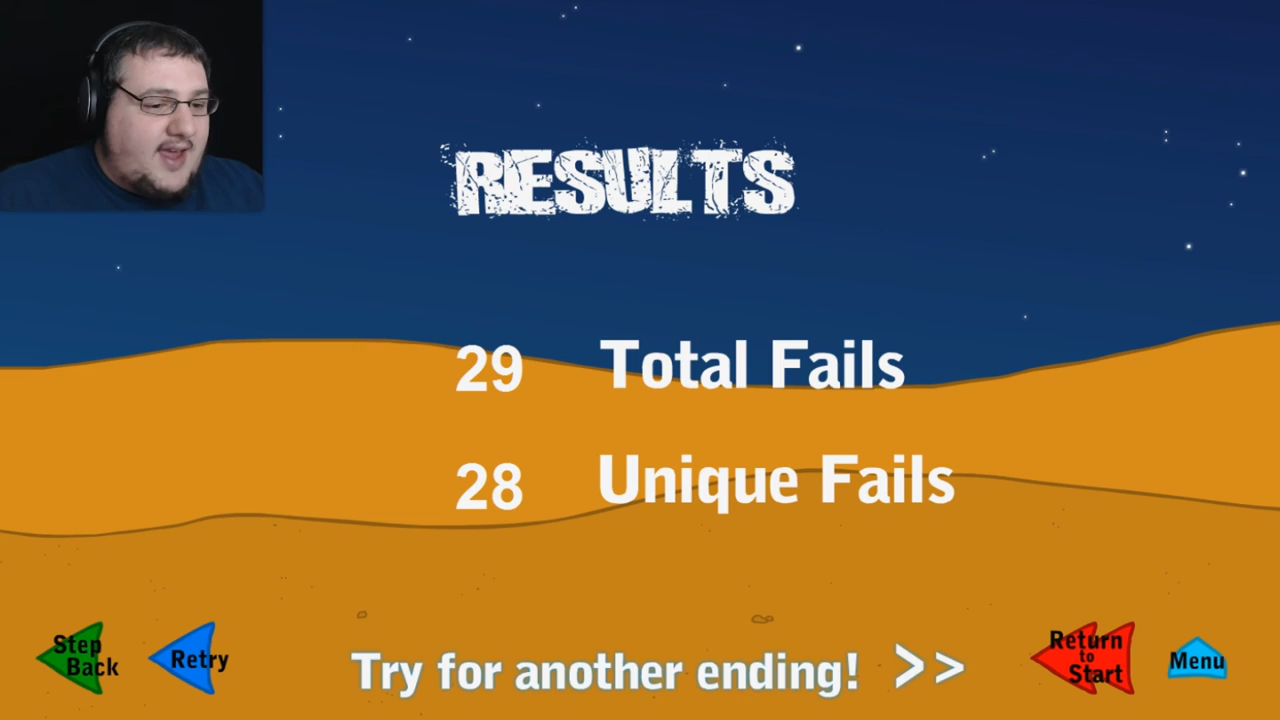 RESULTS
29 Total Fails
28 Unique Fails
Step Back
Retry
Try for another ending! >>
Return to Start
Menu